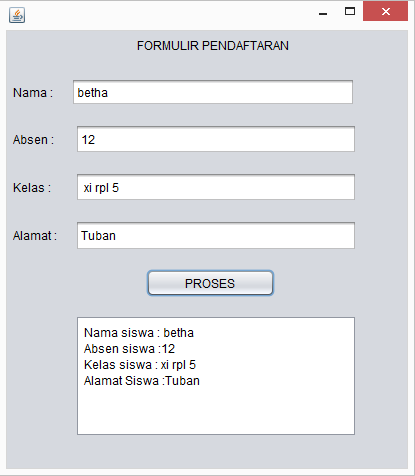 FORMULIR PENDAFTARAN
Nama : betha
Absen : 12
Kelas : xi rpl 5
Alamat : Tuban
PROSES
Nama siswa : betha
Absen siswa :12
Kelas siswa : xi rpl 5
Alamat Siswa :Tuban